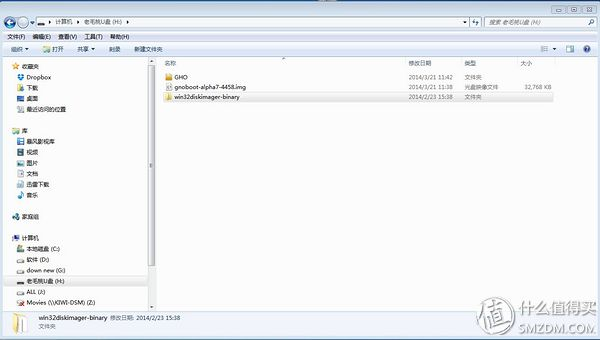 计算机 ▸ 老毛桃U盘 (H:) ▸
搜索 老毛桃U盘 (H:)
文件(F) 编辑(E) 查看(V) 工具(T) 帮助(H)
组织 打开 共享 刻录 新建文件夹
收藏夹
Dropbox
下载
桌面
最近访问的位置
库
暴风影视库
视频
图片
文档
迅雷下载
音乐
家庭组
计算机
本地磁盘 (C:)
软件 (D:)
down new (G:)
老毛桃U盘 (H:)
ALL (J:)
Movies (\\KIWI-DSM) (Z:)
名称 修改日期 类型 大小
GHO 2014/3/21 11:42 文件夹
gnoboot-alpha7-4458.img 2014/3/21 11:38 光盘映像文件 32,768 KB
win32diskimager-binary 2014/2/23 15:38 文件夹
win32diskimager-binary 修改日期: 2014/2/23 15:38
文件夹
值 什么值得买
SMZDM.COM